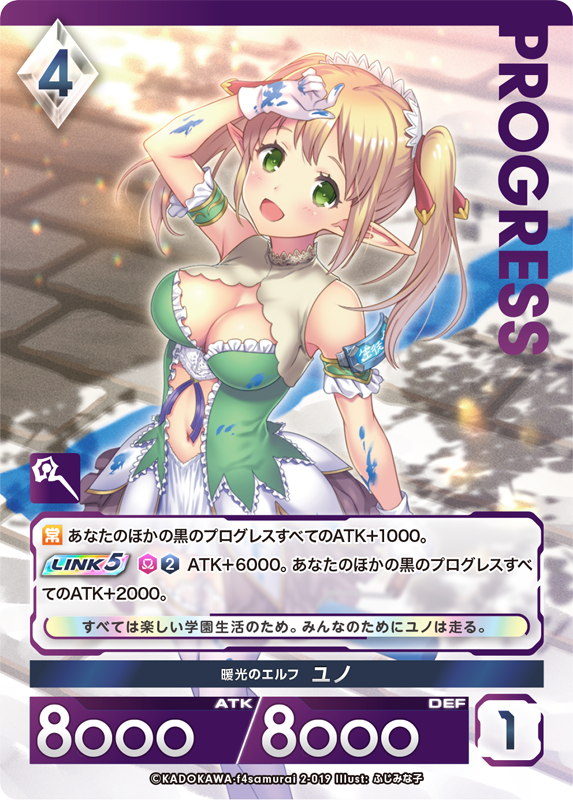 4
PROGRESS
生徒
常 あなたのほかの黒のプログレスすべてのATK+1000。
LINK5 Ω 2 ATK+6000。あなたのほかの黒のプログレスすべ
てのATK+2000。
すべては楽しい学園生活のため。みんなのためにユノは走る。
暖光のエルフ ユノ
ATK DEF
8000 8000 1
©KADOKAWA-f4samurai 2-019 Illust: ふじみな子